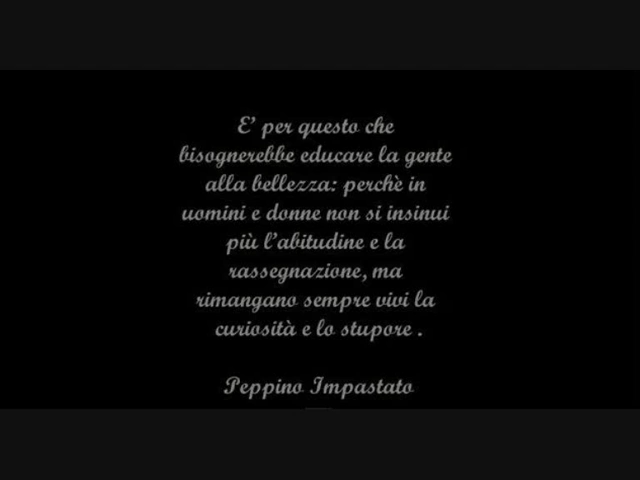 E' per questo che
bisognerebbe educare la gente
alla bellezza: perchè in
uomini e donne non si insinui
più l'abitudine e la
rassegnazione, ma
rimangano sempre vivi la
curiosità e lo stupore .
Peppino Impastato